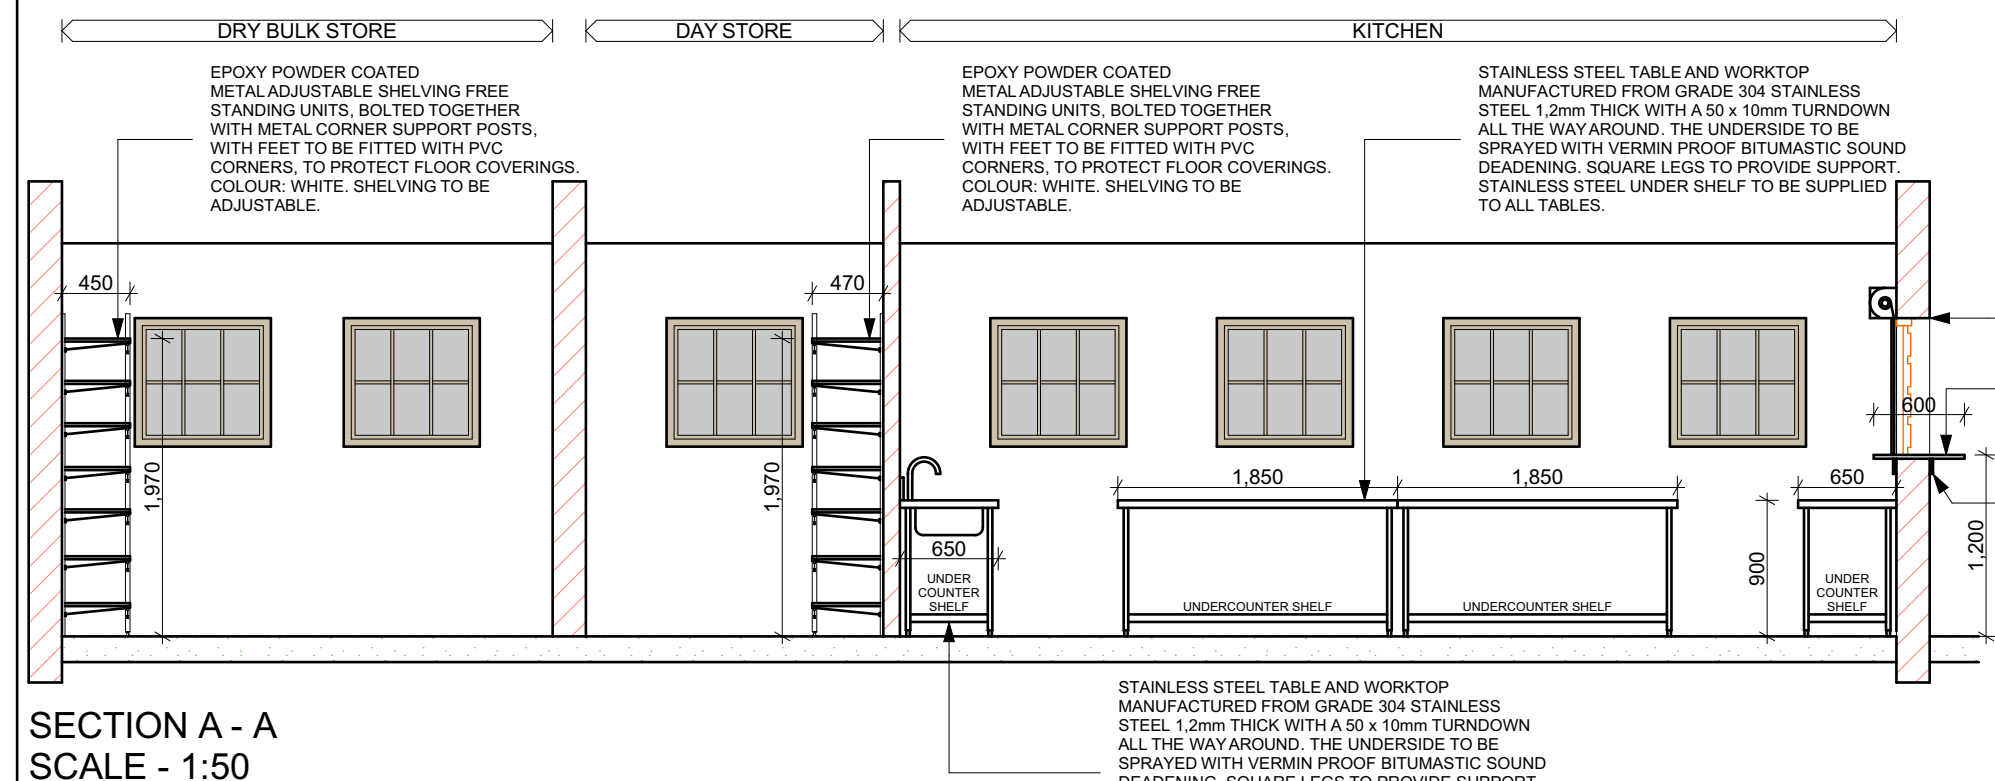 DRY BULK STORE
DAY STORE
KITCHEN
EPOXY POWDER COATED
METAL ADJUSTABLE SHELVING FREE
STANDING UNITS, BOLTED TOGETHER
WITH METAL CORNER SUPPORT POSTS,
WITH FEET TO BE FITTED WITH PVC
CORNERS, TO PROTECT FLOOR COVERINGS.
COLOUR: WHITE. SHELVING TO BE
ADJUSTABLE.
EPOXY POWDER COATED
METAL ADJUSTABLE SHELVING FREE
STANDING UNITS, BOLTED TOGETHER
WITH METAL CORNER SUPPORT POSTS,
WITH FEET TO BE FITTED WITH PVC
CORNERS, TO PROTECT FLOOR COVERINGS.
COLOUR: WHITE. SHELVING TO BE
ADJUSTABLE.
STAINLESS STEEL TABLE AND WORKTOP
MANUFACTURED FROM GRADE 304 STAINLESS
STEEL 1,2mm THICK WITH A 50 x 10mm TURNDOWN
ALL THE WAY AROUND. THE UNDERSIDE TO BE
SPRAYED WITH VERMIN PROOF BITUMASTIC SOUND
DEADENING. SQUARE LEGS TO PROVIDE SUPPORT.
STAINLESS STEEL UNDER SHELF TO BE SUPPLIED
TO ALL TABLES.
450
470
600
1,970
1,970
1,850
1,850
650
650
900
1,200
UNDER
COUNTER
SHELF
UNDERCOUNTER SHELF
UNDERCOUNTER SHELF
UNDER
COUNTER
SHELF
STAINLESS STEEL TABLE AND WORKTOP
MANUFACTURED FROM GRADE 304 STAINLESS
STEEL 1,2mm THICK WITH A 50 x 10mm TURNDOWN
ALL THE WAY AROUND. THE UNDERSIDE TO BE
SPRAYED WITH VERMIN PROOF BITUMASTIC SOUND
DEADENING. SQUARE LEGS TO PROVIDE SUPPORT.
SECTION A - A
SCALE - 1:50